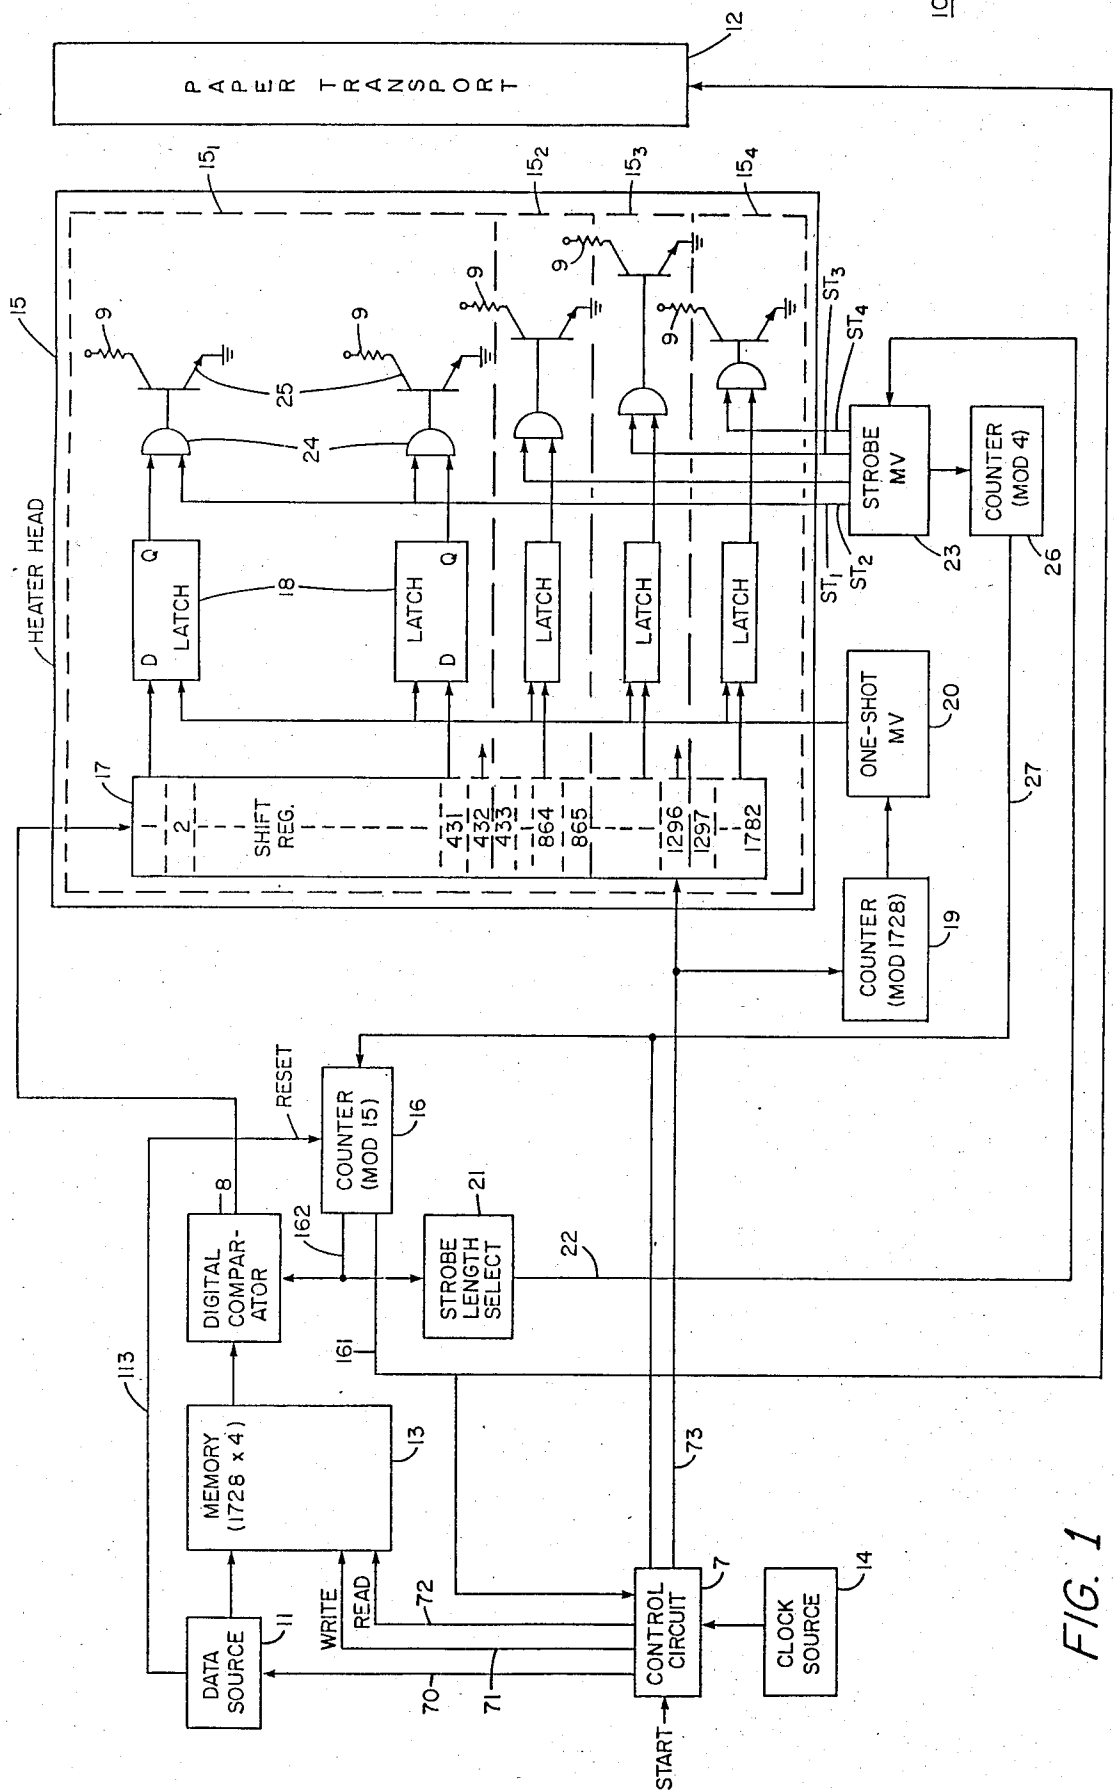 10
PAPER TRANSPORT
12
HEATER HEAD
15
15₁
15₂
15₃
15₄
9
9
9
9
9
25
24
D Q
LATCH
18
LATCH
D Q
LATCH
LATCH
LATCH
17
2
SHIFT
REG.
431
432
433
864
865
1296
1297
1782
ST₃
ST₄
ST₁
ST₂
STROBE
MV
23
COUNTER
(MOD 4)
26
ONE-SHOT
MV
20
27
COUNTER
(MOD 1728)
19
RESET
COUNTER
(MOD 15)
16
8
DIGITAL
COMPAR-
ATOR
162
161
21
STROBE
LENGTH
SELECT
22
113
MEMORY
(1728 x 4)
13
DATA
SOURCE
11
WRITE
READ
72
71
70
73
START
CONTROL
CIRCUIT
7
CLOCK
SOURCE
14
FIG. 1